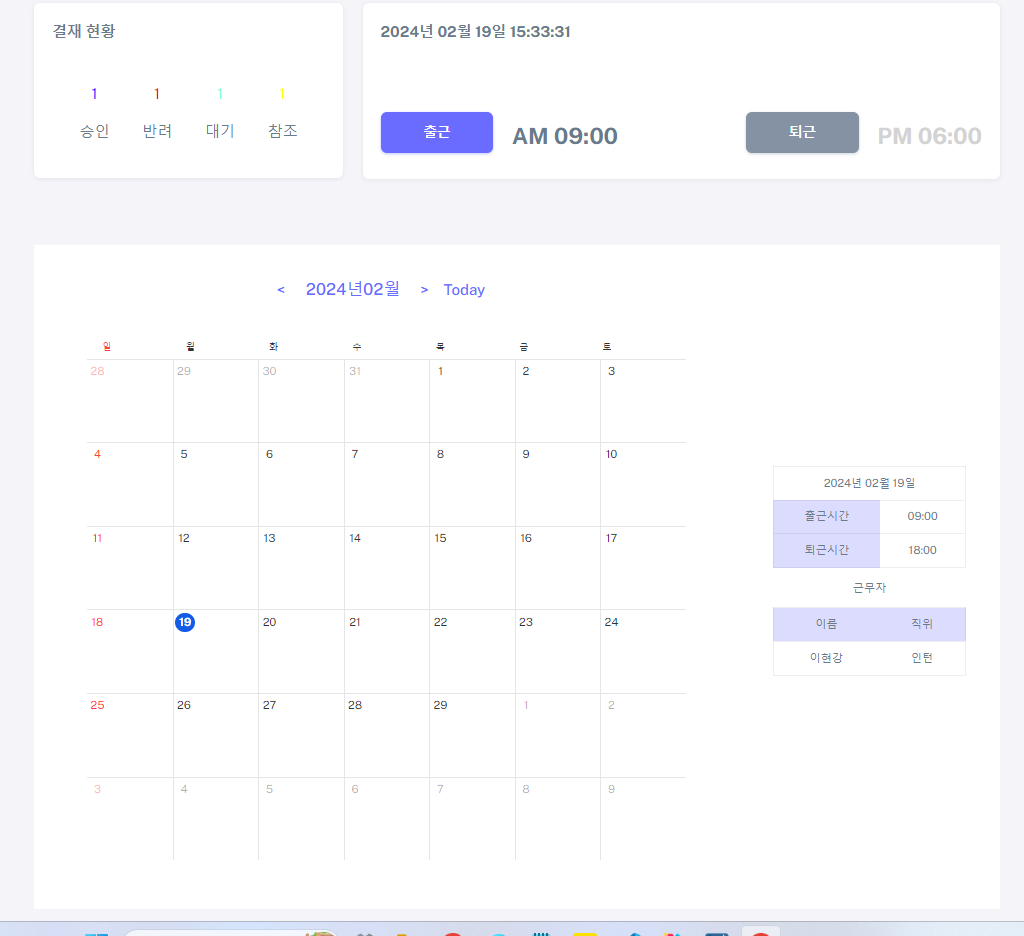 결재 현황
1 1 1 1
승인 반려 대기 참조
2024년 02월 19일 15:33:31
출근 AM 09:00 퇴근 PM 06:00
< 2024년02월 > Today
일 월 화 수 목 금 토
28 29 30 31 1 2 3
4 5 6 7 8 9 10
11 12 13 14 15 16 17
18 19 20 21 22 23 24
25 26 27 28 29 1 2
3 4 5 6 7 8 9
2024년 02월 19일
출근시간 09:00
퇴근시간 18:00
근무자
이름 직위
이현강 인턴